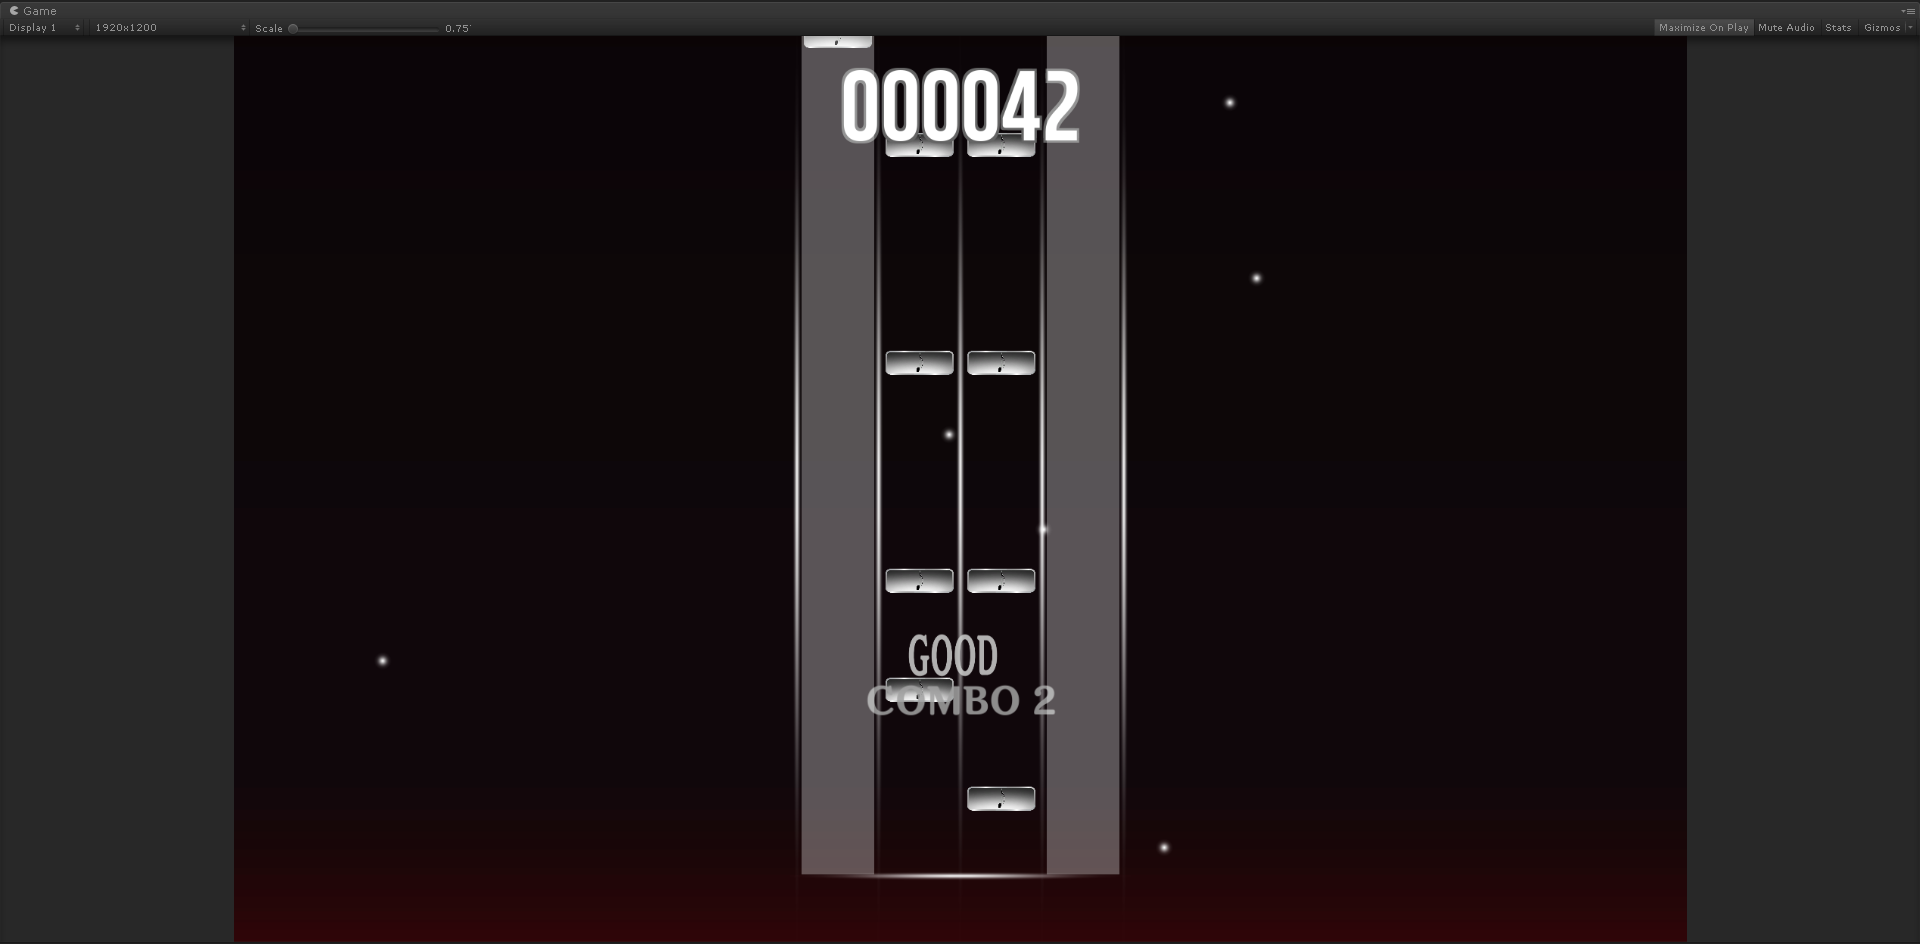 Game
Display 1 1920x1200 Scale 0.75 Maximize On Play Mute Audio Stats Gizmos
000042
GOOD
COMBO 2